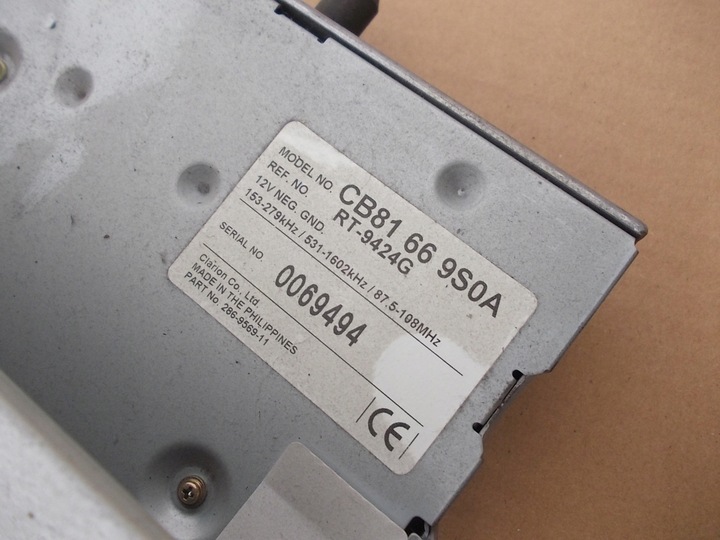 MODEL NO. CB81 66 9S0A
REF. NO. RT-9424G
12V NEG. GND.
153-279kHz / 531-1602kHz / 87.5-108MHz
SERIAL NO. 0069494
Clarion Co., Ltd.
MADE IN THE PHILIPPINES
PART No. 286-9569-11
CE